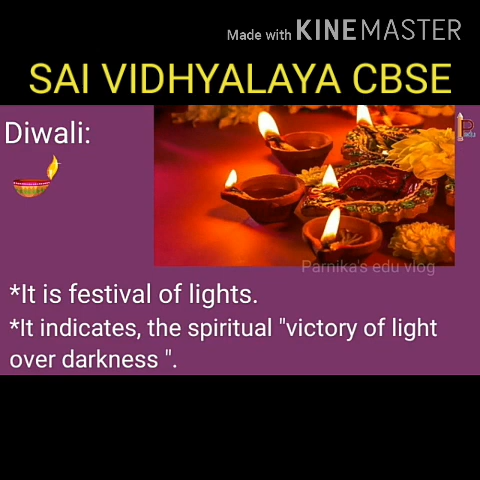 Made with KINEMASTER
SAI VIDHYALAYA CBSE
Diwali:
Parnika's edu vlog
*It is festival of lights.
*It indicates, the spiritual "victory of light
over darkness ".